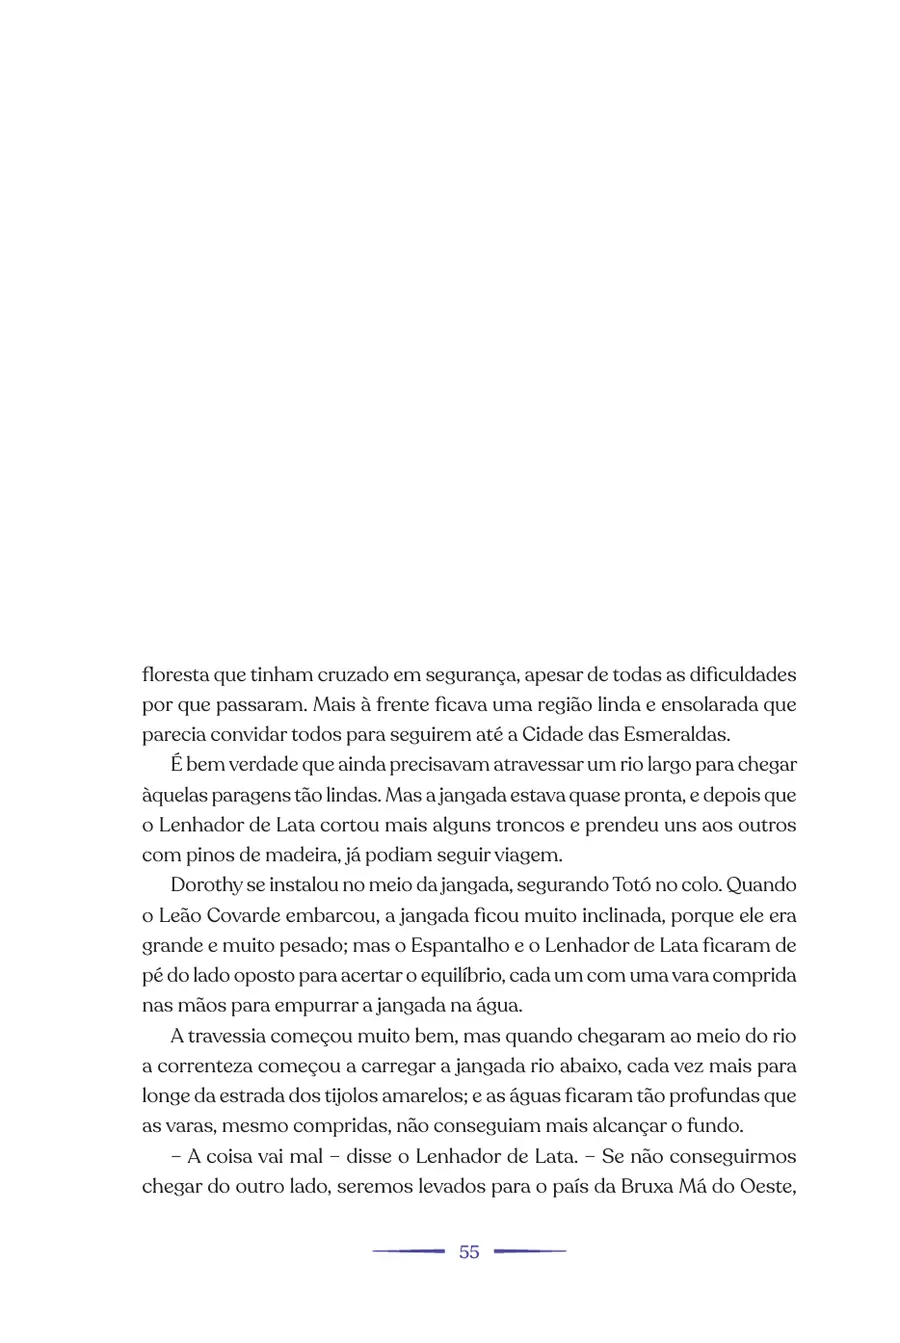 floresta que tinham cruzado em segurança, apesar de todas as dificuldades
por que passaram. Mais à frente ficava uma região linda e ensolarada que
parecia convidar todos para seguirem até a Cidade das Esmeraldas.
É bem verdade que ainda precisavam atravessar um rio largo para chegar
àquelas paragens tão lindas. Mas a jangada estava quase pronta, e depois que
o Lenhador de Lata cortou mais alguns troncos e prendeu uns aos outros
com pinos de madeira, já podiam seguir viagem.
Dorothy se instalou no meio da jangada, segurando Totó no colo. Quando
o Leão Covarde embarcou, a jangada ficou muito inclinada, porque ele era
grande e muito pesado; mas o Espantalho e o Lenhador de Lata ficaram de
pé do lado oposto para acertar o equilíbrio, cada um com uma vara comprida
nas mãos para empurrar a jangada na água.
A travessia começou muito bem, mas quando chegaram ao meio do rio
a correnteza começou a carregar a jangada rio abaixo, cada vez mais para
longe da estrada dos tijolos amarelos; e as águas ficaram tão profundas que
as varas, mesmo compridas, não conseguiam mais alcançar o fundo.
– A coisa vai mal – disse o Lenhador de Lata. – Se não conseguirmos
chegar do outro lado, seremos levados para o país da Bruxa Má do Oeste,
55